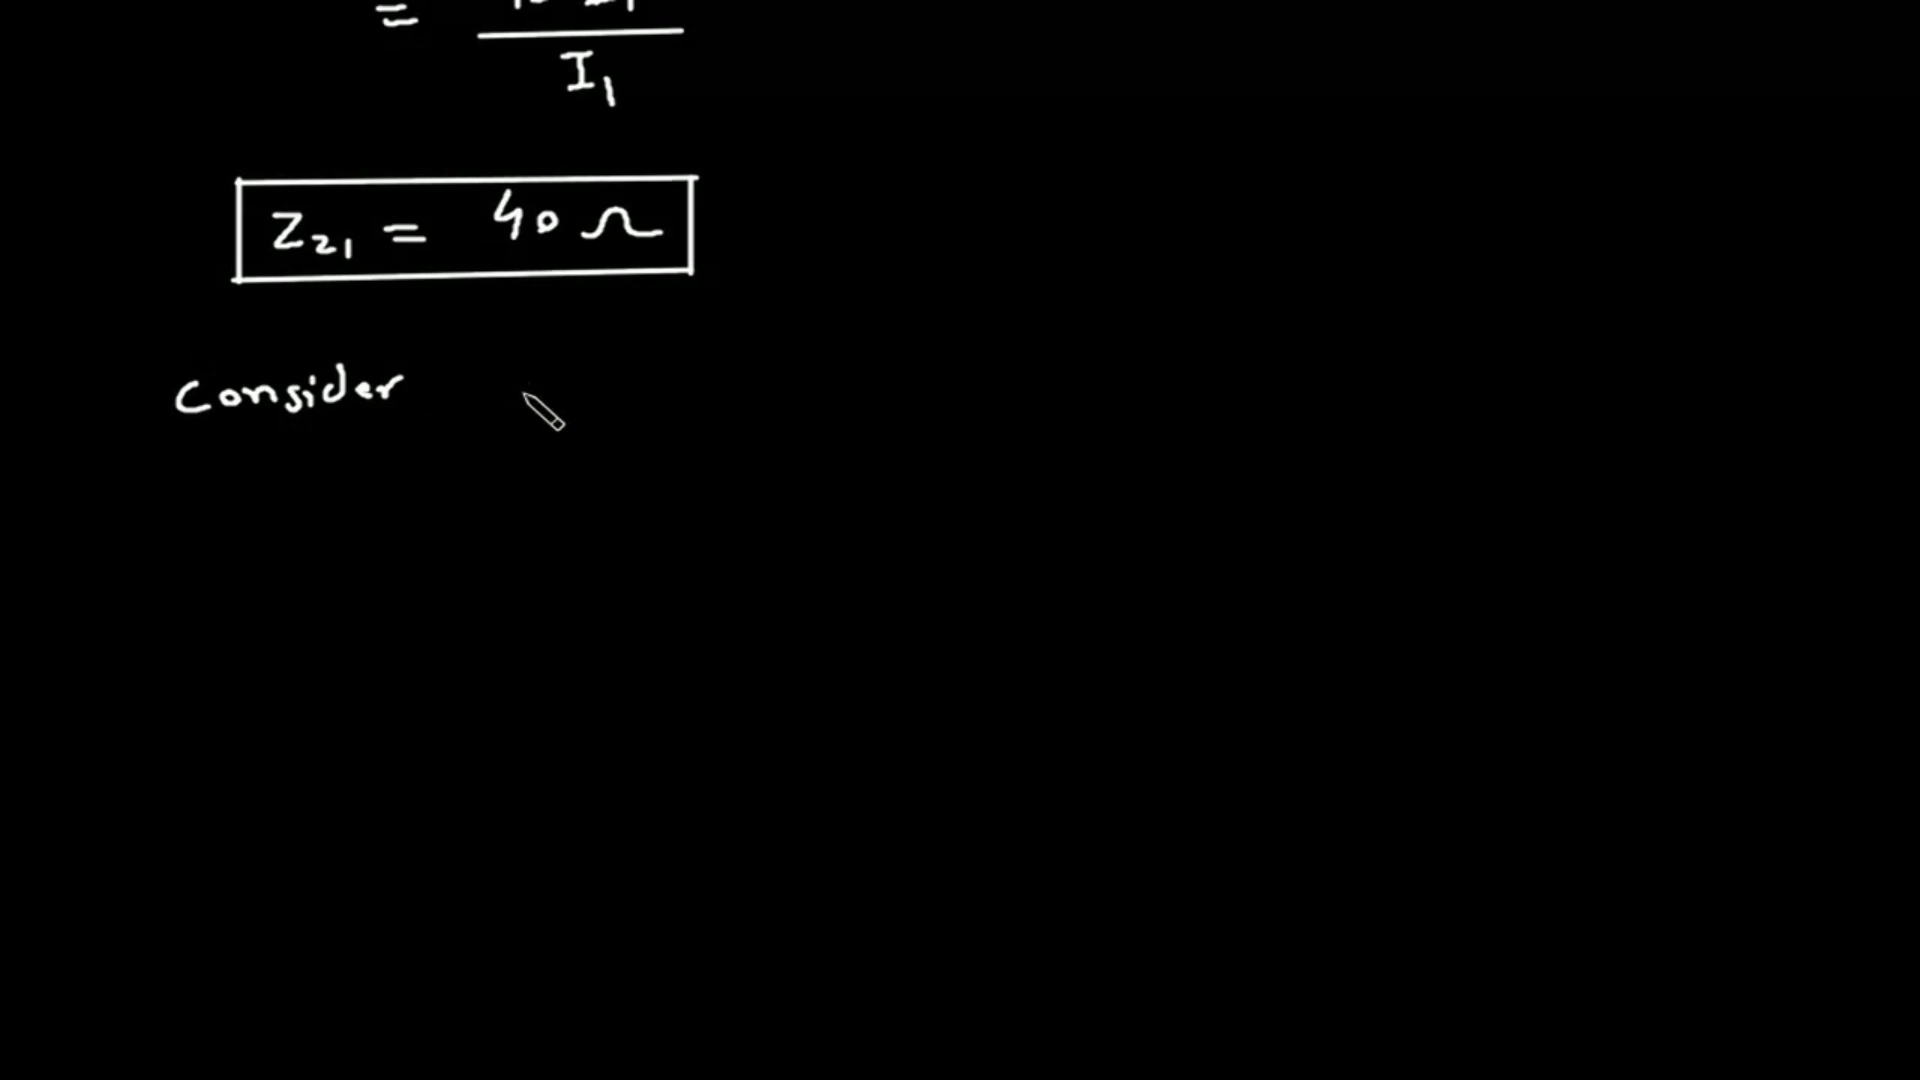 =
I1
Z21 = 40 Ω
Consider